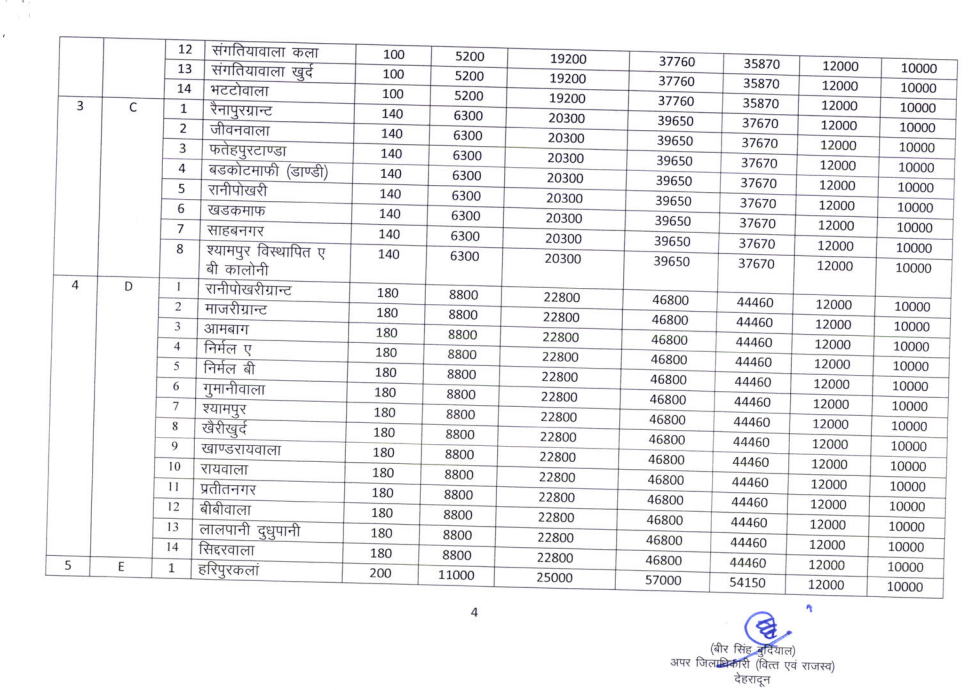 12 संगतियावाला कला 100 5200 19200 37760 35870 12000 10000
13 संगतियावाला खुर्द 100 5200 19200 37760 35870 12000 10000
14 भटटोवाला 100 5200 19200 37760 35870 12000 10000
3 C 1 रैनापुरग्रान्ट 140 6300 20300 39650 37670 12000 10000
2 जीवनवाला 140 6300 20300 39650 37670 12000 10000
3 फतेहपुरटाण्डा 140 6300 20300 39650 37670 12000 10000
4 बडकोटमाफी (डाण्डी) 140 6300 20300 39650 37670 12000 10000
5 रानीपोखरी 140 6300 20300 39650 37670 12000 10000
6 खडकमाफ 140 6300 20300 39650 37670 12000 10000
7 साहबनगर 140 6300 20300 39650 37670 12000 10000
8 श्यामपुर विस्थापित ए 140 6300 20300 39650 37670 12000 10000
बी कालोनी
4 D 1 रानीपोखरीग्रान्ट 180 8800 22800 46800 44460 12000 10000
2 माजरीग्रान्ट 180 8800 22800 46800 44460 12000 10000
3 आमबाग 180 8800 22800 46800 44460 12000 10000
4 निर्मल ए 180 8800 22800 46800 44460 12000 10000
5 निर्मल बी 180 8800 22800 46800 44460 12000 10000
6 गुमानीवाला 180 8800 22800 46800 44460 12000 10000
7 श्यामपुर 180 8800 22800 46800 44460 12000 10000
8 खैरीखुर्द 180 8800 22800 46800 44460 12000 10000
9 खाण्डरायवाला 180 8800 22800 46800 44460 12000 10000
10 रायवाला 180 8800 22800 46800 44460 12000 10000
11 प्रतीतनगर 180 8800 22800 46800 44460 12000 10000
12 बीबीवाला 180 8800 22800 46800 44460 12000 10000
13 लालपानी दुधुपानी 180 8800 22800 46800 44460 12000 10000
14 सिद्दरवाला 180 8800 22800 46800 44460 12000 10000
5 E 1 हरिपुरकलां 200 11000 25000 57000 54150 12000 10000
4
(बीर सिंह बुदियाल)
अपर जिलाधिकारी (वित्त एवं राजस्व)
देहरादून